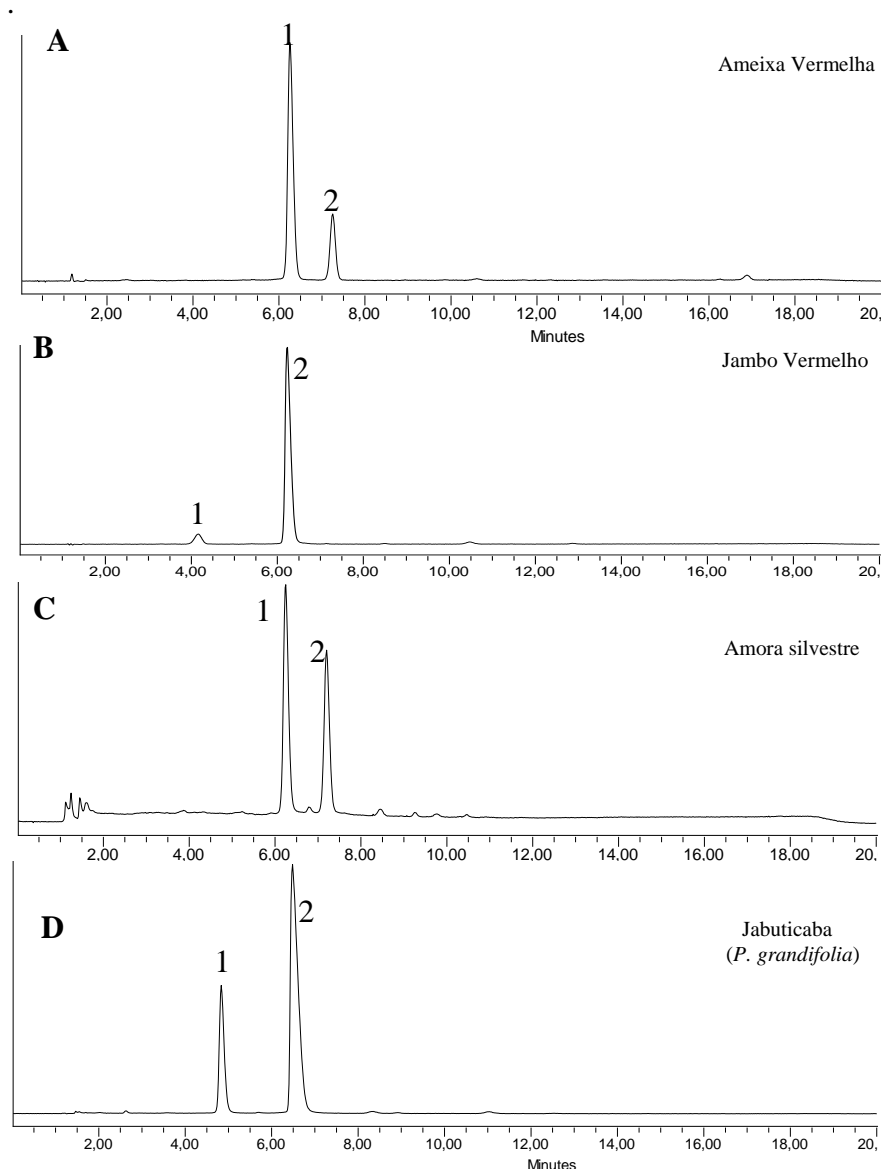 .
A
1
Ameixa Vermelha
2
2,00 4,00 6,00 8,00 10,00 12,00 14,00 16,00 18,00 20,
Minutes
B
2
Jambo Vermelho
1
2,00 4,00 6,00 8,00 10,00 12,00 14,00 16,00 18,00 20,
C
1
2
Amora silvestre
2,00 4,00 6,00 8,00 10,00 12,00 14,00 16,00 18,00 20,
D
2
Jabuticaba
(P. grandifolia)
1
2,00 4,00 6,00 8,00 10,00 12,00 14,00 16,00 18,00 20,
Minutes